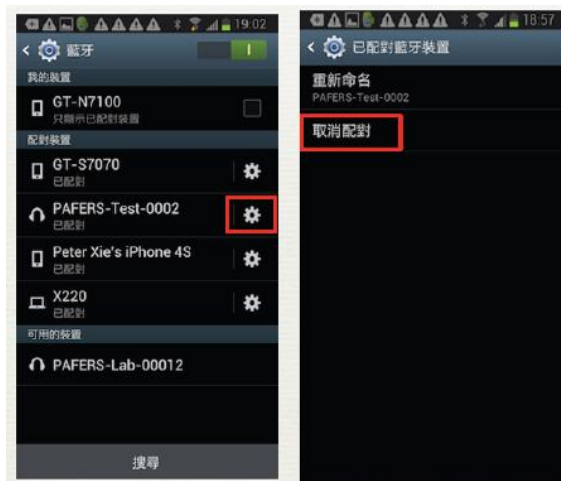 19:02
藍牙
我的裝置
GT-N7100
只顯示已配對裝置
配對裝置
GT-S7070
已配對
PAFERS-Test-0002
已配對
Peter Xie's iPhone 4S
已配對
X220
已配對
可用的裝置
PAFERS-Lab-00012
搜尋
18:57
已配對藍牙裝置
重新命名
PAFERS-Test-0002
取消配對